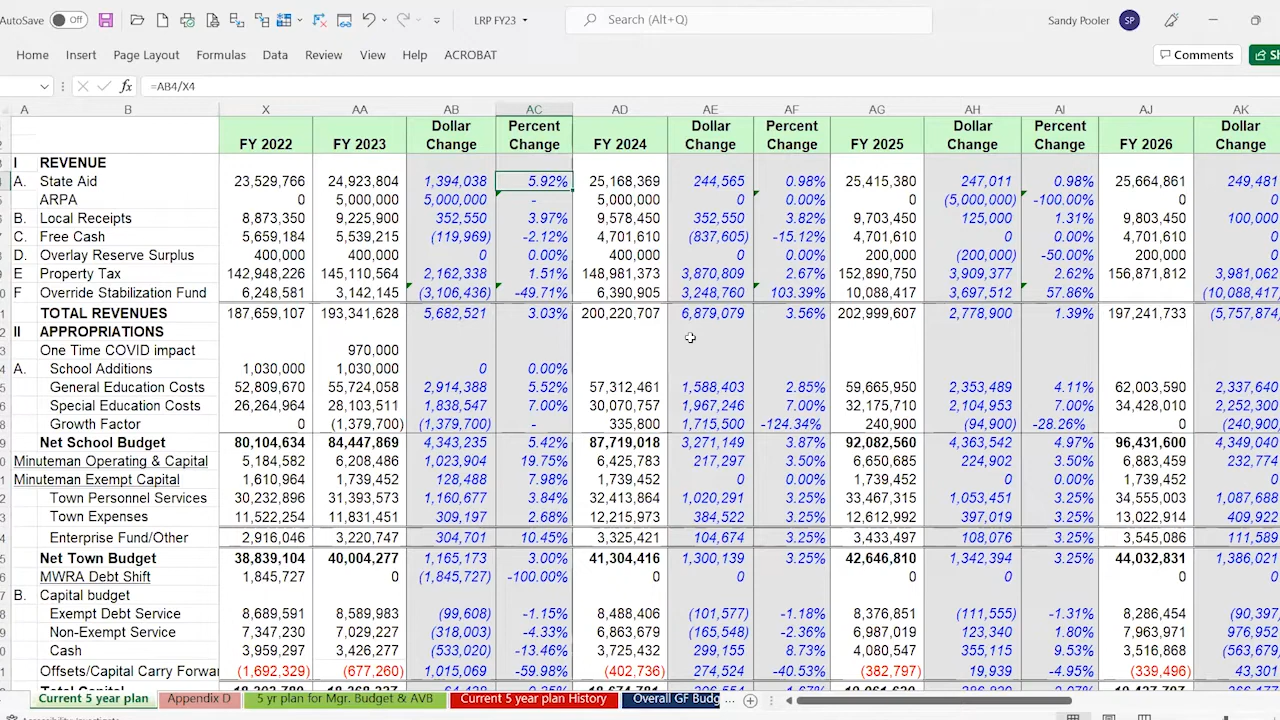 AutoSave Off LRP FY23 Search (Alt+Q) Sandy Pooler SP
Home Insert Page Layout Formulas Data Review View Help ACROBAT Comments
fx =AB4/X4
A B X AA AB AC AD AE AF AG AH AI AJ AK
FY 2022 FY 2023 Dollar Change Percent Change FY 2024 Dollar Change Percent Change FY 2025 Dollar Change Percent Change FY 2026 Dollar Change
I REVENUE
A. State Aid 23,529,766 24,923,804 1,394,038 5.92% 25,168,369 244,565 0.98% 25,415,380 247,011 0.98% 25,664,861 249,481
ARPA 0 5,000,000 5,000,000 - 5,000,000 0 0.00% 0 (5,000,000) -100.00% 0 0
B. Local Receipts 8,873,350 9,225,900 352,550 3.97% 9,578,450 352,550 3.82% 9,703,450 125,000 1.31% 9,803,450 100,000
C. Free Cash 5,659,184 5,539,215 (119,969) -2.12% 4,701,610 (837,605) -15.12% 4,701,610 0 0.00% 4,701,610 0
D. Overlay Reserve Surplus 400,000 400,000 0 0.00% 400,000 0 0.00% 200,000 (200,000) -50.00% 200,000 0
E Property Tax 142,948,226 145,110,564 2,162,338 1.51% 148,981,373 3,870,809 2.67% 152,890,750 3,909,377 2.62% 156,871,812 3,981,062
F Override Stabilization Fund 6,248,581 3,142,145 (3,106,436) -49.71% 6,390,905 3,248,760 103.39% 10,088,417 3,697,512 57.86% (10,088,417)
TOTAL REVENUES 187,659,107 193,341,628 5,682,521 3.03% 200,220,707 6,879,079 3.56% 202,999,607 2,778,900 1.39% 197,241,733 (5,757,874)
II APPROPRIATIONS
One Time COVID impact 970,000
A. School Additions 1,030,000 1,030,000 0 0.00%
General Education Costs 52,809,670 55,724,058 2,914,388 5.52% 57,312,461 1,588,403 2.85% 59,665,950 2,353,489 4.11% 62,003,590 2,337,640
Special Education Costs 26,264,964 28,103,511 1,838,547 7.00% 30,070,757 1,967,246 7.00% 32,175,710 2,104,953 7.00% 34,428,010 2,252,300
Growth Factor 0 (1,379,700) (1,379,700) - 335,800 1,715,500 -124.34% 240,900 (94,900) -28.26% 0 (240,900)
Net School Budget 80,104,634 84,447,869 4,343,235 5.42% 87,719,018 3,271,149 3.87% 92,082,560 4,363,542 4.97% 96,431,600 4,349,040
Minuteman Operating & Capital 5,184,582 6,208,486 1,023,904 19.75% 6,425,783 217,297 3.50% 6,650,685 224,902 3.50% 6,883,459 232,774
Minuteman Exempt Capital 1,610,964 1,739,452 128,488 7.98% 1,739,452 0 0.00% 1,739,452 0 0.00% 1,739,452 0
Town Personnel Services 30,232,896 31,393,573 1,160,677 3.84% 32,413,864 1,020,291 3.25% 33,467,315 1,053,451 3.25% 34,555,003 1,087,688
Town Expenses 11,522,254 11,831,451 309,197 2.68% 12,215,973 384,522 3.25% 12,612,992 397,019 3.25% 13,022,914 409,922
Enterprise Fund/Other 2,916,046 3,220,747 304,701 10.45% 3,325,421 104,674 3.25% 3,433,497 108,076 3.25% 3,545,086 111,589
Net Town Budget 38,839,104 40,004,277 1,165,173 3.00% 41,304,416 1,300,139 3.25% 42,646,810 1,342,394 3.25% 44,032,831 1,386,021
MWRA Debt Shift 1,845,727 0 (1,845,727) -100.00% 0 0 0 0 0 0
B. Capital budget
Exempt Debt Service 8,689,591 8,589,983 (99,608) -1.15% 8,488,406 (101,577) -1.18% 8,376,851 (111,555) -1.31% 8,286,454 (90,397)
Non-Exempt Service 7,347,230 7,029,227 (318,003) -4.33% 6,863,679 (165,548) -2.36% 6,987,019 123,340 1.80% 7,963,971 976,952
Cash 3,959,297 3,426,277 (533,020) -13.46% 3,725,432 299,155 8.73% 4,080,547 355,115 9.53% 3,516,868 (563,679)
Offsets/Capital Carry Forwar (1,692,329) (677,260) 1,015,069 -59.98% (402,736) 274,524 -40.53% (382,797) 19,939 -4.95% (339,496) 43,301
Current 5 year plan Appendix D 5 yr plan for Mgr. Budget & AVB Current 5 year plan History Overall GF Budg ...